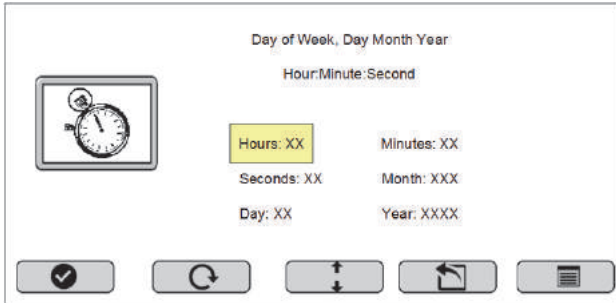 Day of Week, Day Month Year
Hour:Minute:Second
Hours: XX Minutes: XX
Seconds: XX Month: XXX
Day: XX Year: XXXX